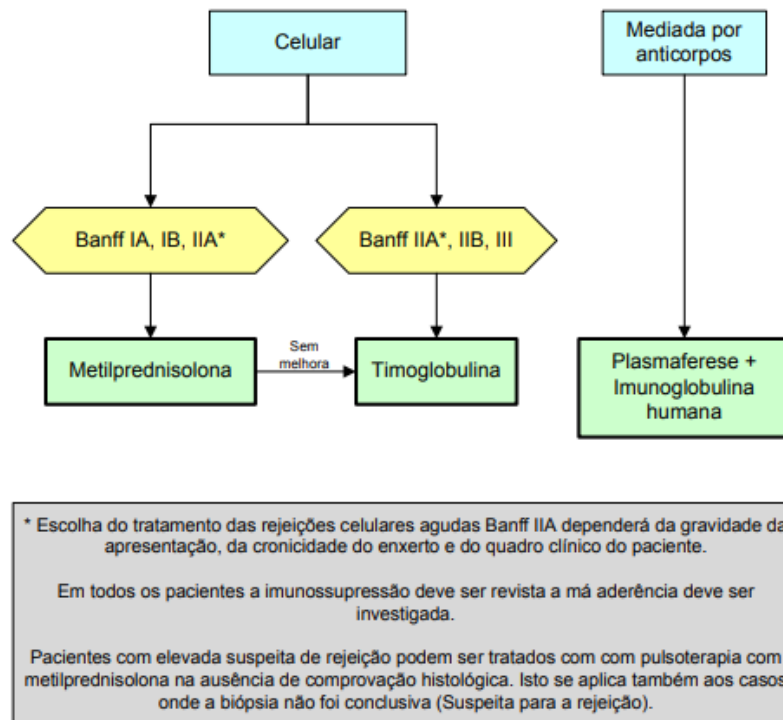 Celular
Mediada por
anticorpos
Banff IA, IB, IIA*
Banff IIA*, IIB, III
Metilprednisolona
Sem
melhora
Timoglobulina
Plasmaferese +
Imunoglobulina
humana
* Escolha do tratamento das rejeições celulares agudas Banff IIA dependerá da gravidade da
apresentação, da cronicidade do enxerto e do quadro clínico do paciente.
Em todos os pacientes a imunossupressão deve ser revista a má aderência deve ser
investigada.
Pacientes com elevada suspeita de rejeição podem ser tratados com com pulsoterapia com
metilprednisolona na ausência de comprovação histológica. Isto se aplica também aos casos
onde a biópsia não foi conclusiva (Suspeita para a rejeição).